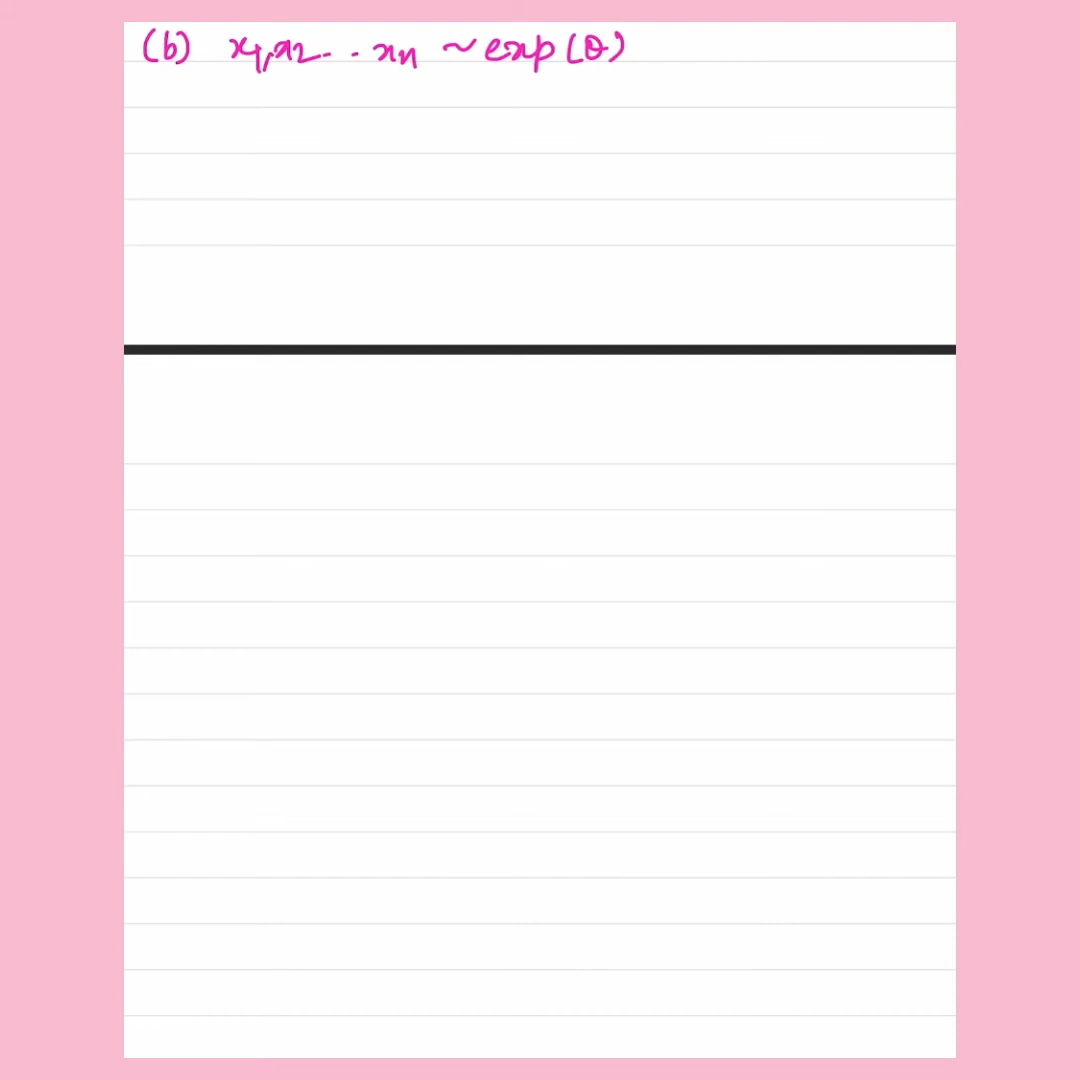 (b) x1, x2. . xn ~ exp(θ)